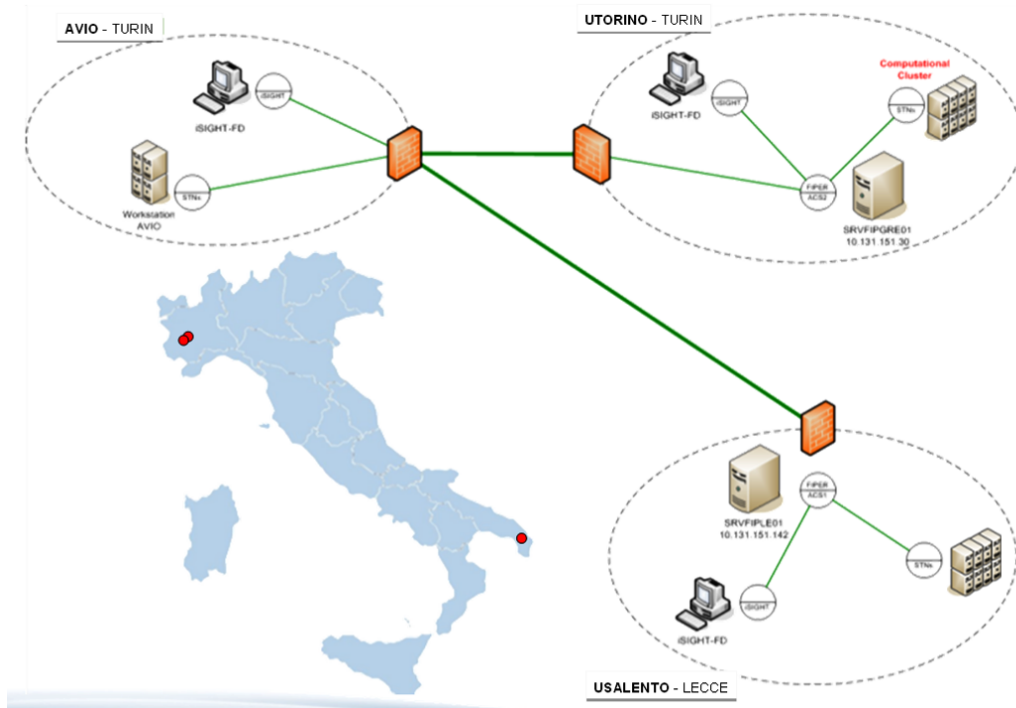 AVIO - TURIN
iSIGHT
iSIGHT-FD
STNs
Workstation
AVIO
UTORINO - TURIN
Computational
Cluster
iSIGHT
iSIGHT-FD
STNs
FIPER
ACS2
SRVFIPGRE01
10.131.151.30
FIPER
ACS1
SRVFIPLE01
10.131.151.142
STNs
iSIGHT
iSIGHT-FD
USALENTO - LECCE